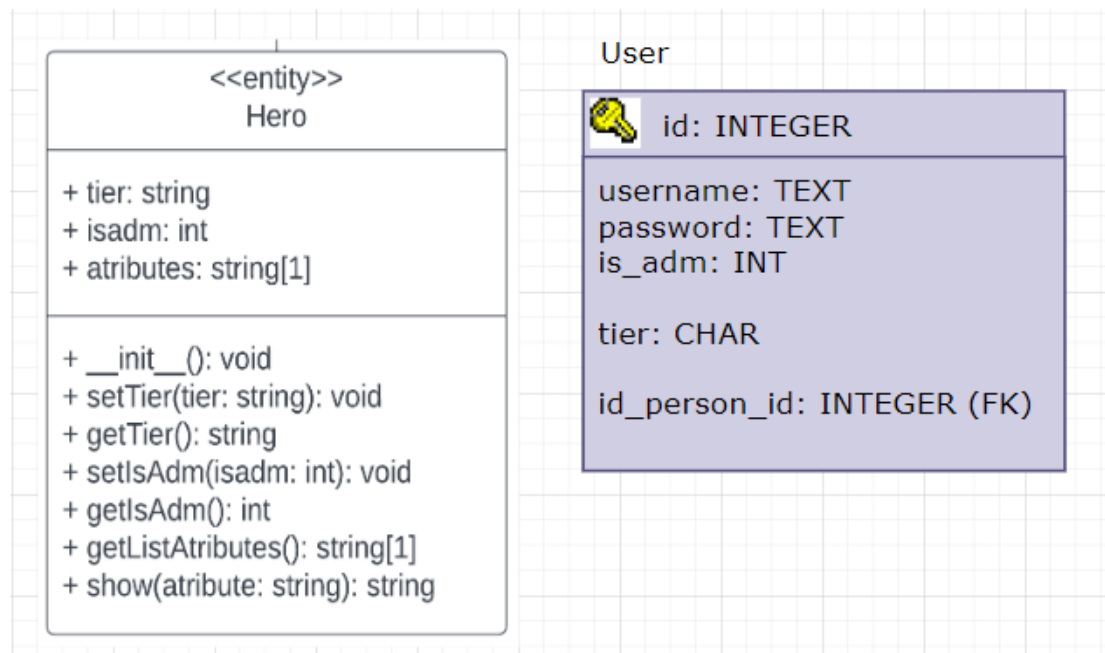 <<entity>>
Hero
+ tier: string
+ isadm: int
+ atributes: string[1]
+ __init__(): void
+ setTier(tier: string): void
+ getTier(): string
+ setIsAdm(isadm: int): void
+ getIsAdm(): int
+ getListAtributes(): string[1]
+ show(atribute: string): string
User
id: INTEGER
username: TEXT
password: TEXT
is_adm: INT
tier: CHAR
id_person_id: INTEGER (FK)